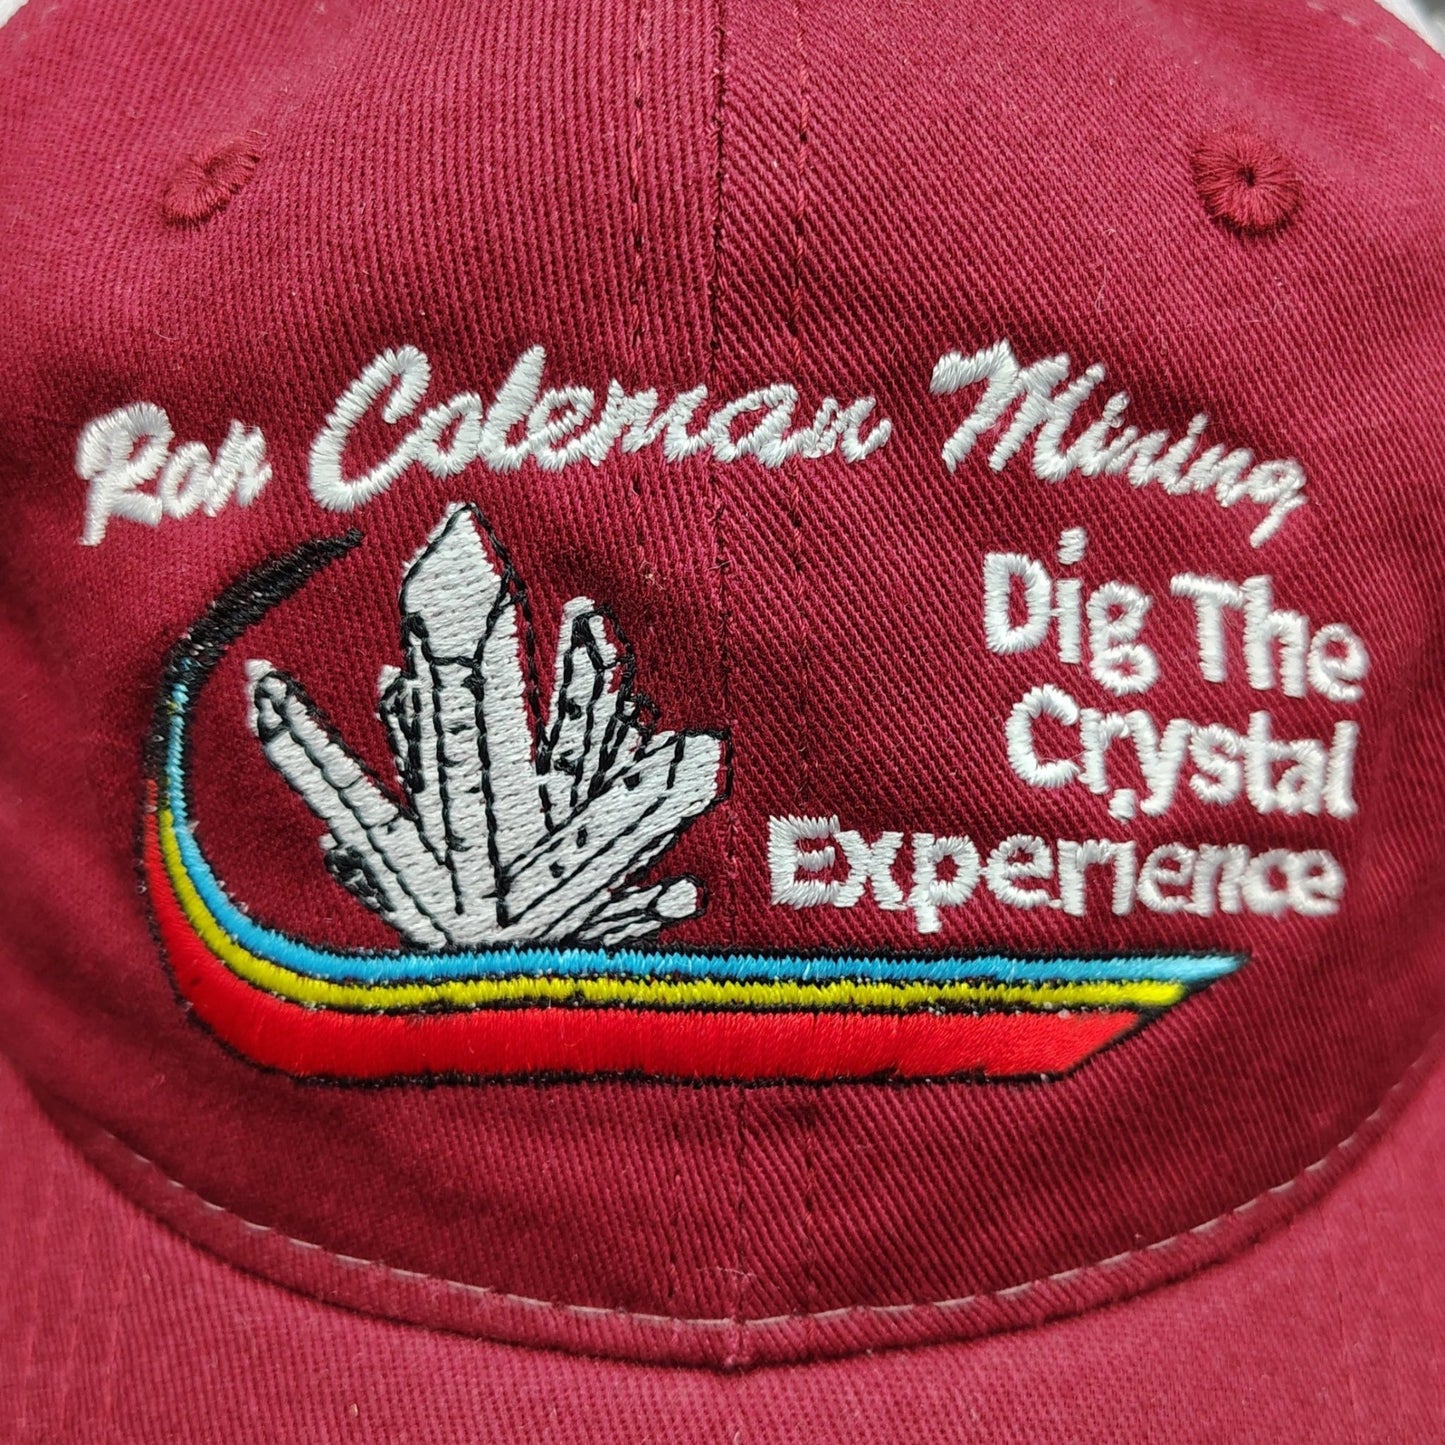 Ron Coleman Mining
Dig The
Crystal
Experience